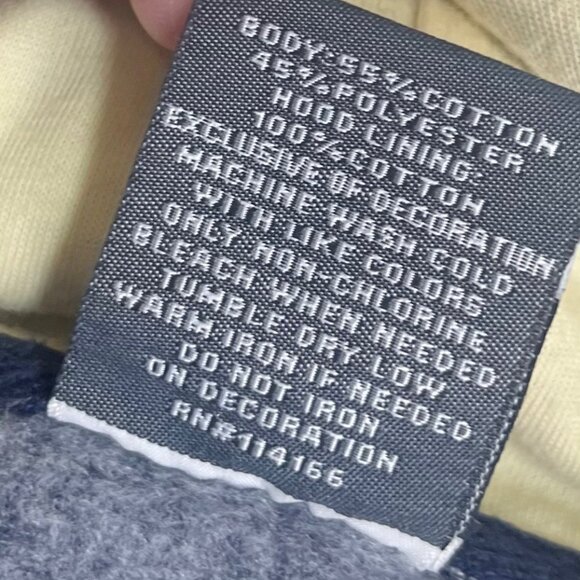 BODY: 55% COTTON
45% POLYESTER
HOOD LINING:
100% COTTON
EXCLUSIVE OF DECORATION
MACHINE WASH COLD
WITH LIKE COLORS
ONLY NON-CALORINE
BLEACH WHEN NEEDED
TUMBLE DRY LOW
WARM IRON IF NEEDED
DO NOT IRON
ON DECORATION
RN#114166